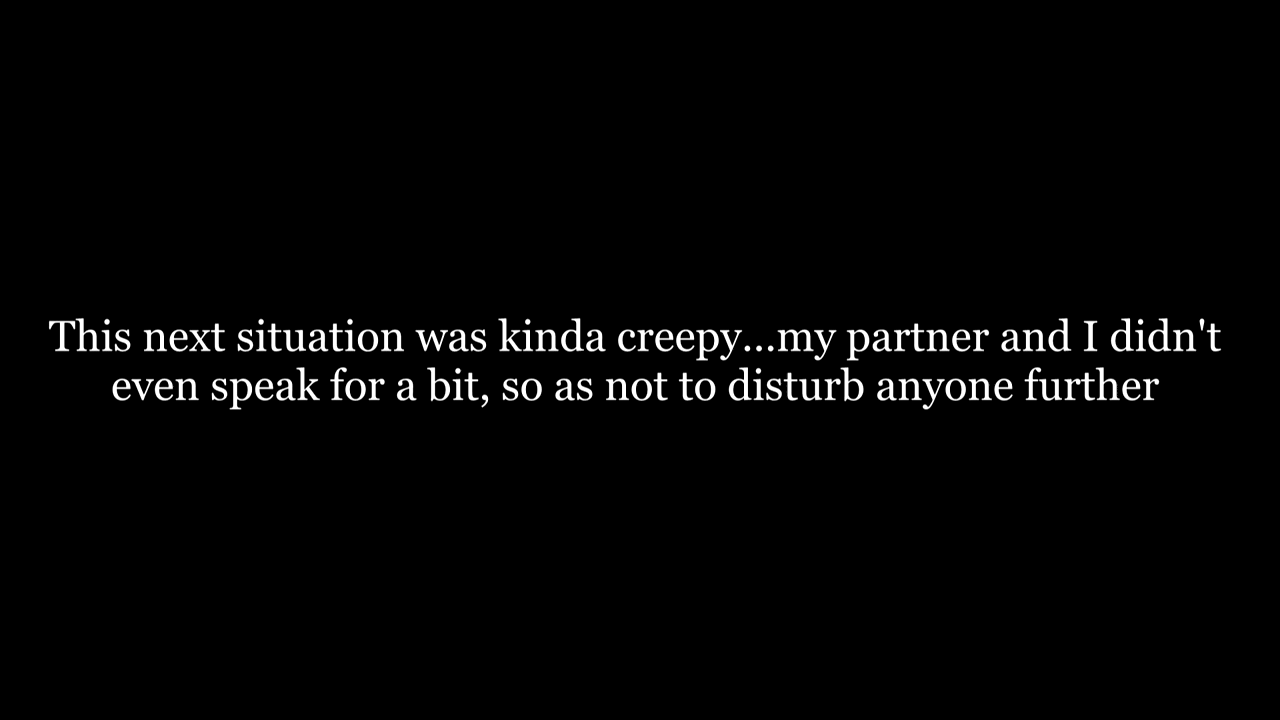 This next situation was kinda creepy...my partner and I didn't
even speak for a bit, so as not to disturb anyone further